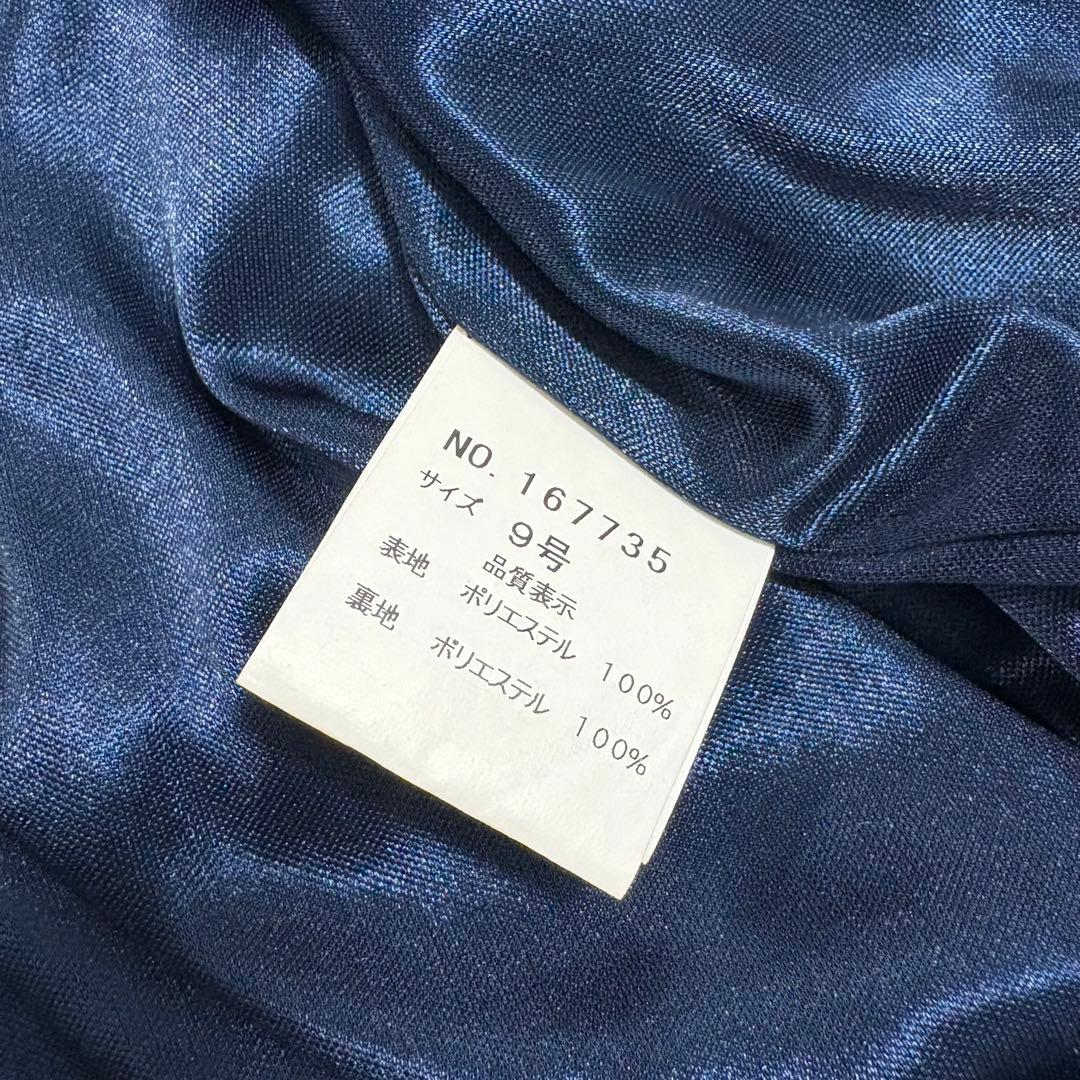 NO. 167735
サイズ 9号
品質表示
表地 ポリエステル 100%
裏地 ポリエステル 100%